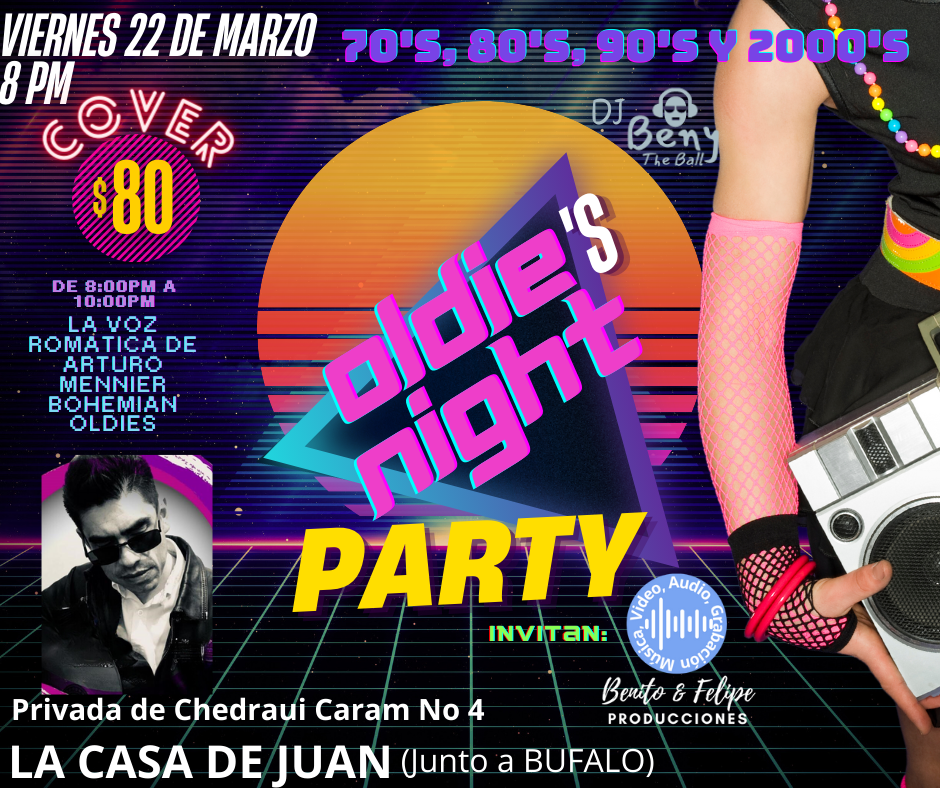 VIERNES 22 DE MARZO
8 PM
70'S, 80'S, 90'S Y 2000'S
COVER
$80
DJ
Beny
The Ball
DE 8:00PM A
10:00PM
LA VOZ
ROMÁTICA DE
ARTURO
MENNIER
BOHEMIAN
OLDIES
oldie's
night
PARTY
INVITAN:
Música, Video, Audio, Grabación
Benito & Felipe
PRODUCCIONES
Privada de Chedraui Caram No 4
LA CASA DE JUAN (Junto a BUFALO)